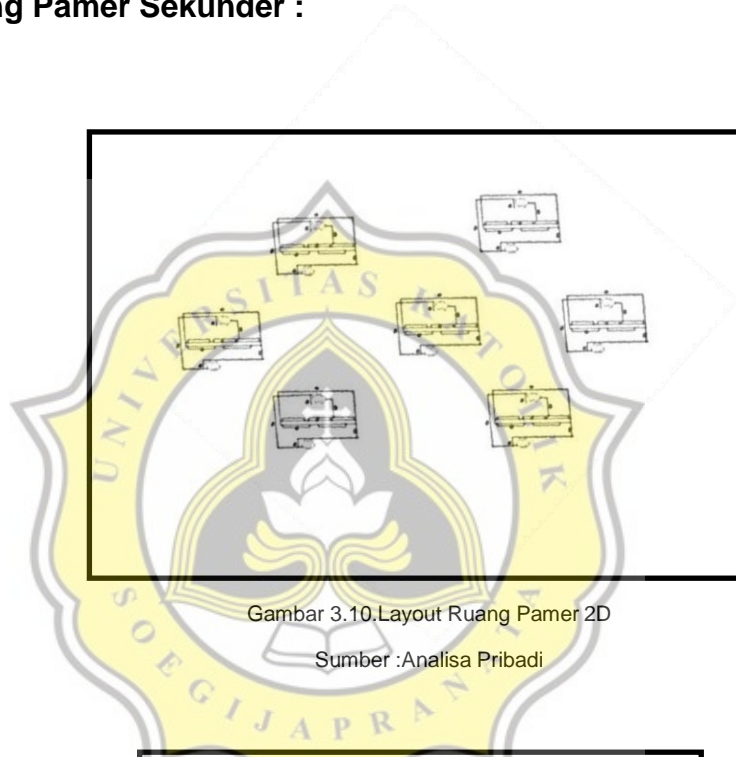 ng Pamer Sekunder :
UNIVERSITAS KATOLIK
SOEGIJAPRANATA
Gambar 3.10.Layout Ruang Pamer 2D
Sumber :Analisa Pribadi